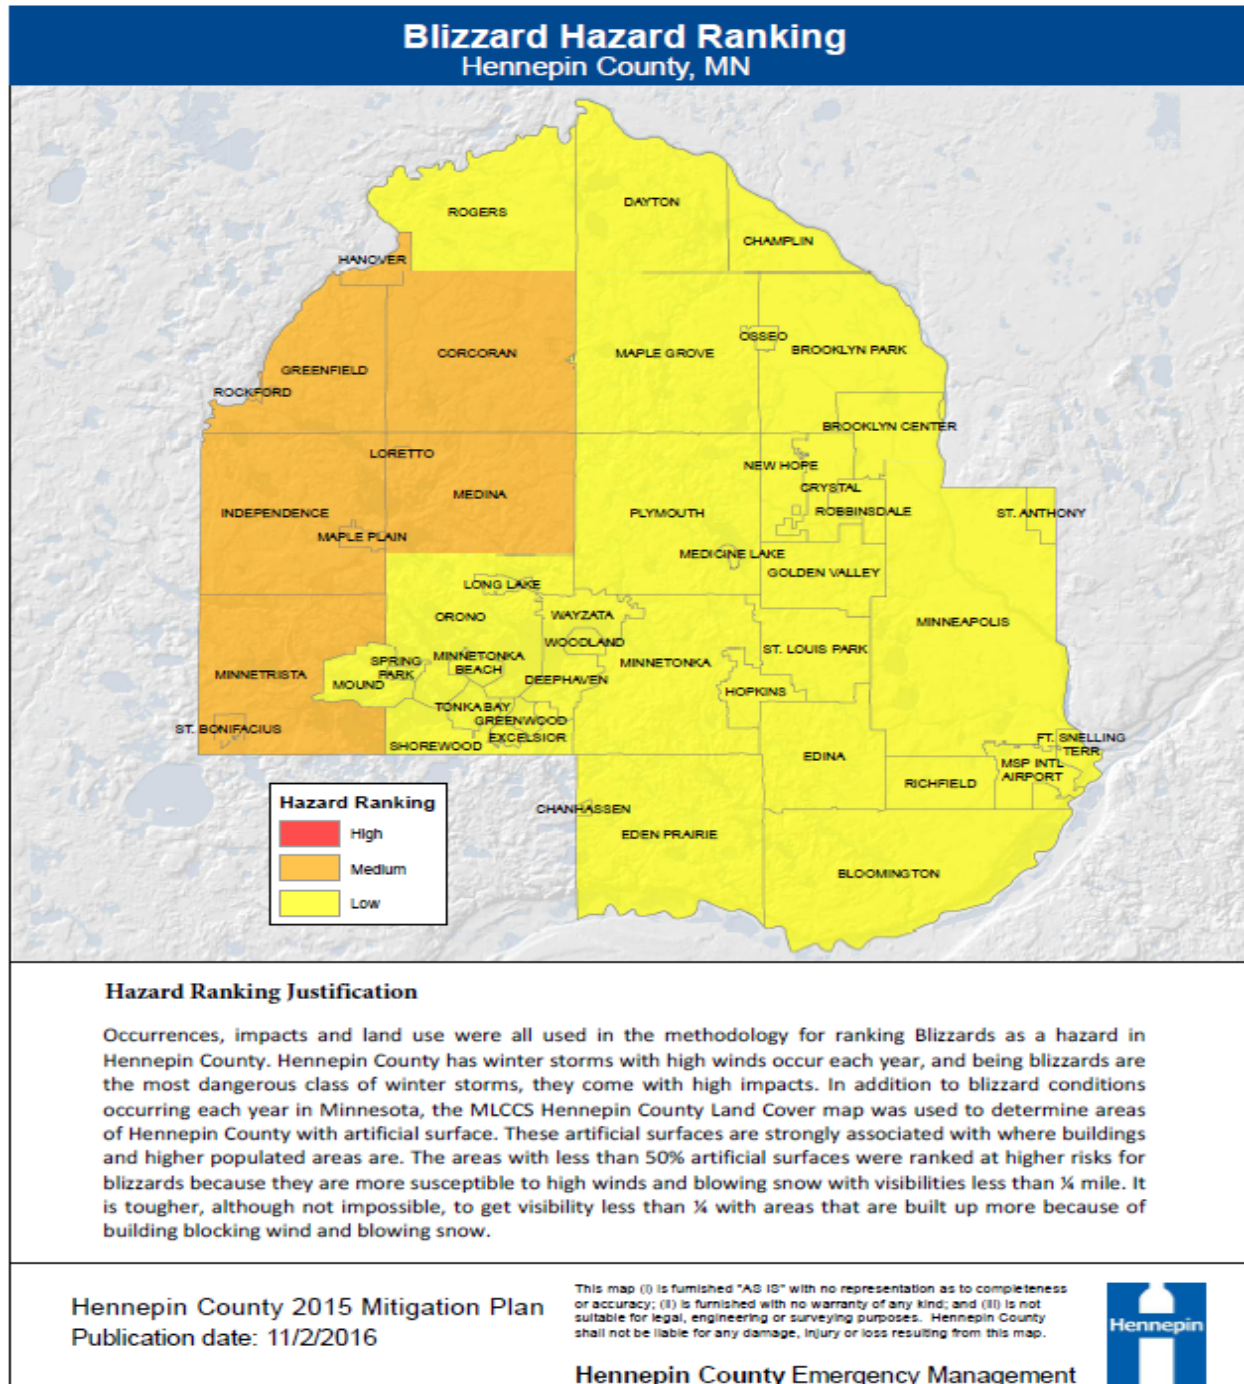 Blizzard Hazard Ranking
Hennepin County, MN
DAYTON
ROGERS
CHAMPLIN
HANOVER
OSSEO
CORCORAN
MAPLE GROVE
BROOKLYN PARK
GREENFIELD
ROCKFORD
BROOKLYN CENTER
LORETTO
NEW HOPE
CRYSTAL
MEDINA
INDEPENDENCE
PLYMOUTH
ROBBINSDALE
ST. ANTHONY
MAPLE PLAIN
MEDICINE LAKE
GOLDEN VALLEY
LONG LAKE
ORONO
WAYZATA
MINNEAPOLIS
WOODLAND
ST. LOUIS PARK
MINNETONKA
BEACH
SPRING
PARK
MINNETONKA
MINNETRISTA
MOUND
DEEPHAVEN
HOPKINS
TONKA BAY
GREENWOOD
ST. BONIFACIUS
EXCELSIOR
FT. SNELLING
TERR
SHOREWOOD
EDINA
MSP INTL
AIRPORT
RICHFIELD
CHANHASSEN
EDEN PRAIRIE
BLOOMINGTON
Hazard Ranking
High
Medium
Low
Hazard Ranking Justification
Occurrences, impacts and land use were all used in the methodology for ranking Blizzards as a hazard in
Hennepin County. Hennepin County has winter storms with high winds occur each year, and being blizzards are
the most dangerous class of winter storms, they come with high impacts. In addition to blizzard conditions
occurring each year in Minnesota, the MLCCS Hennepin County Land Cover map was used to determine areas
of Hennepin County with artificial surface. These artificial surfaces are strongly associated with where buildings
and higher populated areas are. The areas with less than 50% artificial surfaces were ranked at higher risks for
blizzards because they are more susceptible to high winds and blowing snow with visibilities less than ¼ mile. It
is tougher, although not impossible, to get visibility less than ¼ with areas that are built up more because of
building blocking wind and blowing snow.
Hennepin County 2015 Mitigation Plan
Publication date: 11/2/2016
This map (i) is furnished "AS IS" with no representation as to completeness
or accuracy; (ii) is furnished with no warranty of any kind; and (iii) is not
suitable for legal, engineering or surveying purposes. Hennepin County
shall not be liable for any damage, injury or loss resulting from this map.
Hennepin County Emergency Management
Hennepin